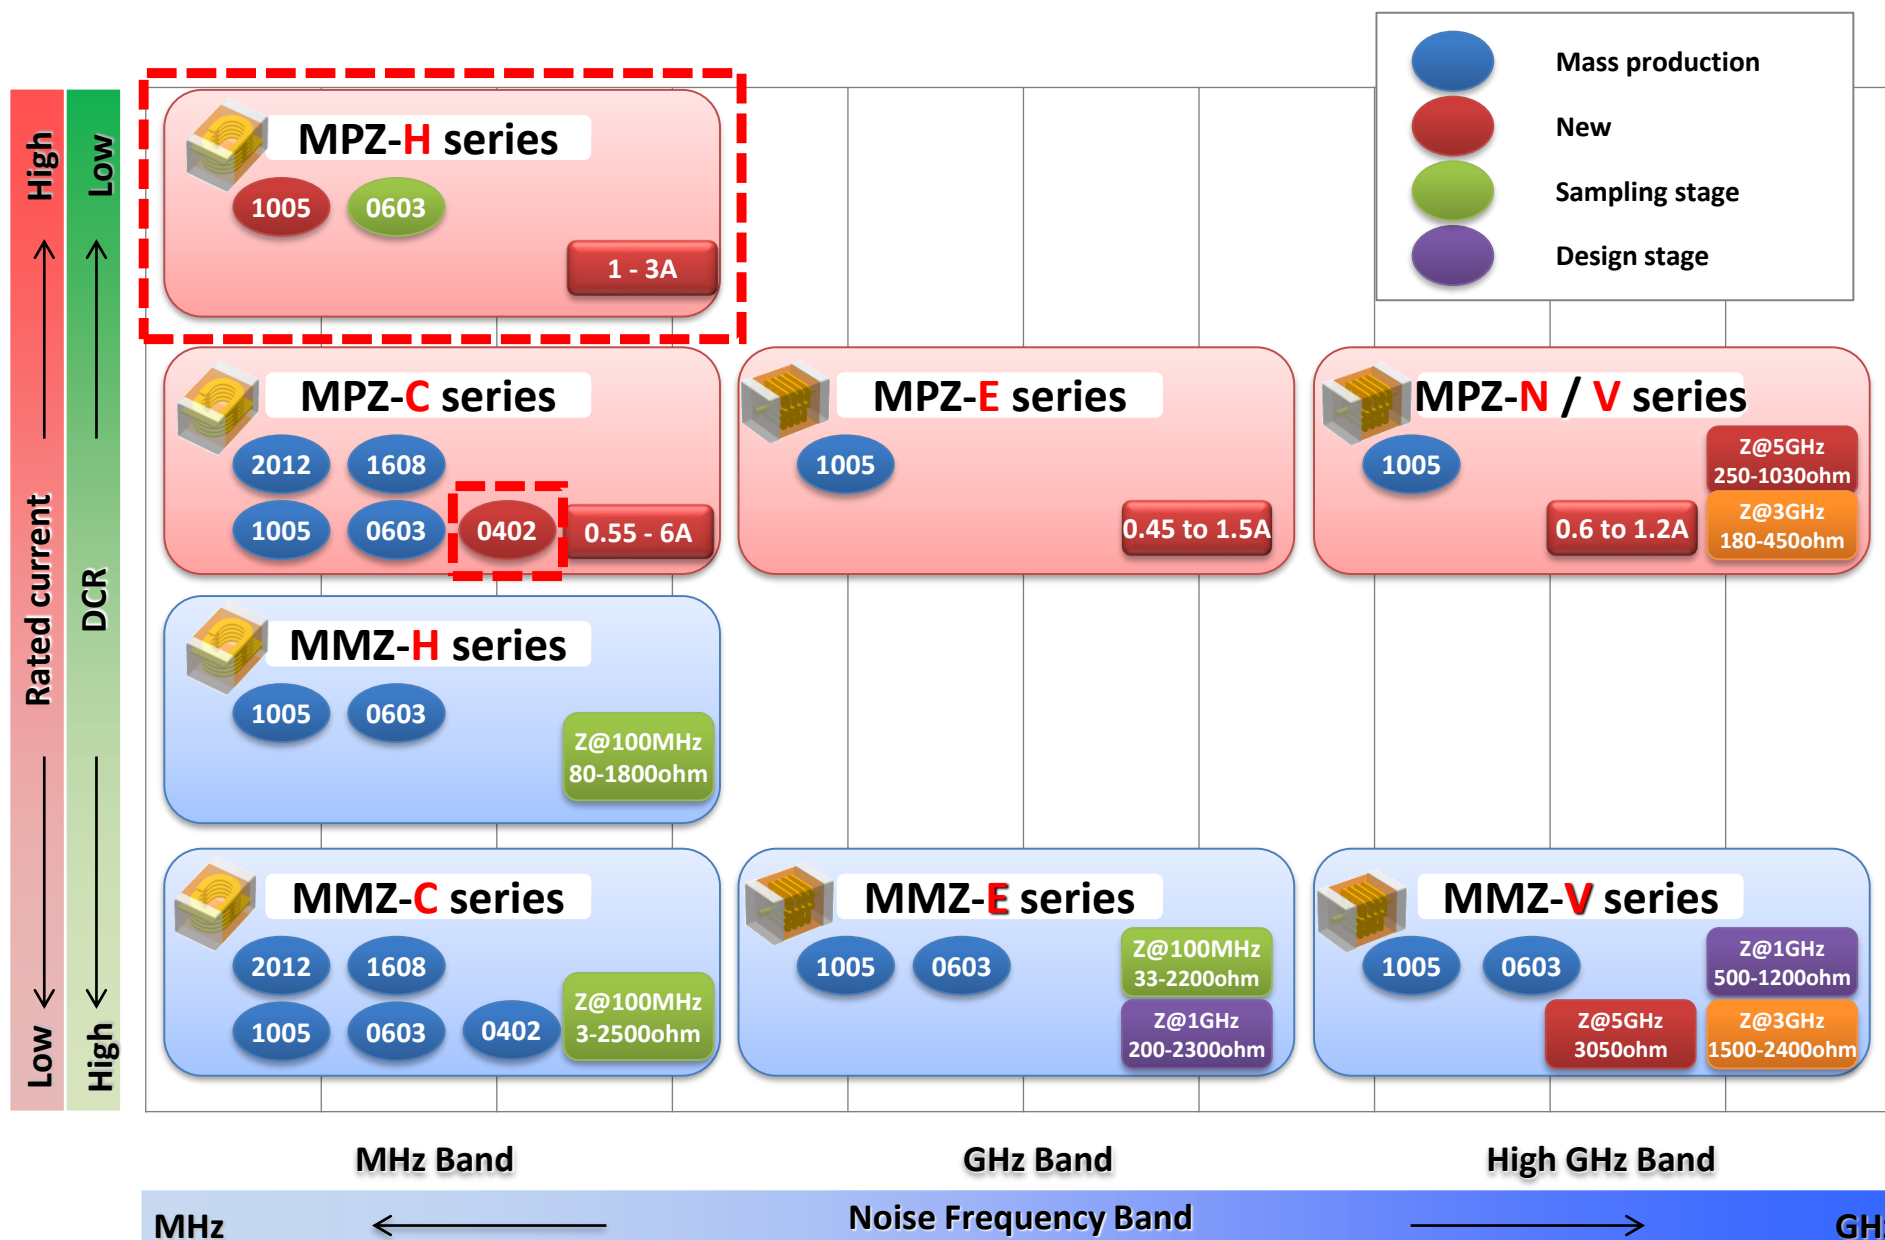 Mass production
New
Sampling stage
Design stage
High
Rated current
Low
Low
DCR
High
MPZ-H series
1005 0603
1 - 3A
MPZ-C series
2012 1608
1005 0603 0402
0.55 - 6A
MPZ-E series
1005
0.45 to 1.5A
MPZ-N / V series
1005
Z@5GHz
250-1030ohm
0.6 to 1.2A
Z@3GHz
180-450ohm
MMZ-H series
1005 0603
Z@100MHz
80-1800ohm
MMZ-C series
2012 1608
1005 0603 0402
Z@100MHz
3-2500ohm
MMZ-E series
1005 0603
Z@100MHz
33-2200ohm
Z@1GHz
200-2300ohm
MMZ-V series
1005 0603
Z@1GHz
500-1200ohm
Z@5GHz
3050ohm
Z@3GHz
1500-2400ohm
MHz Band
GHz Band
High GHz Band
MHz
Noise Frequency Band
GHz